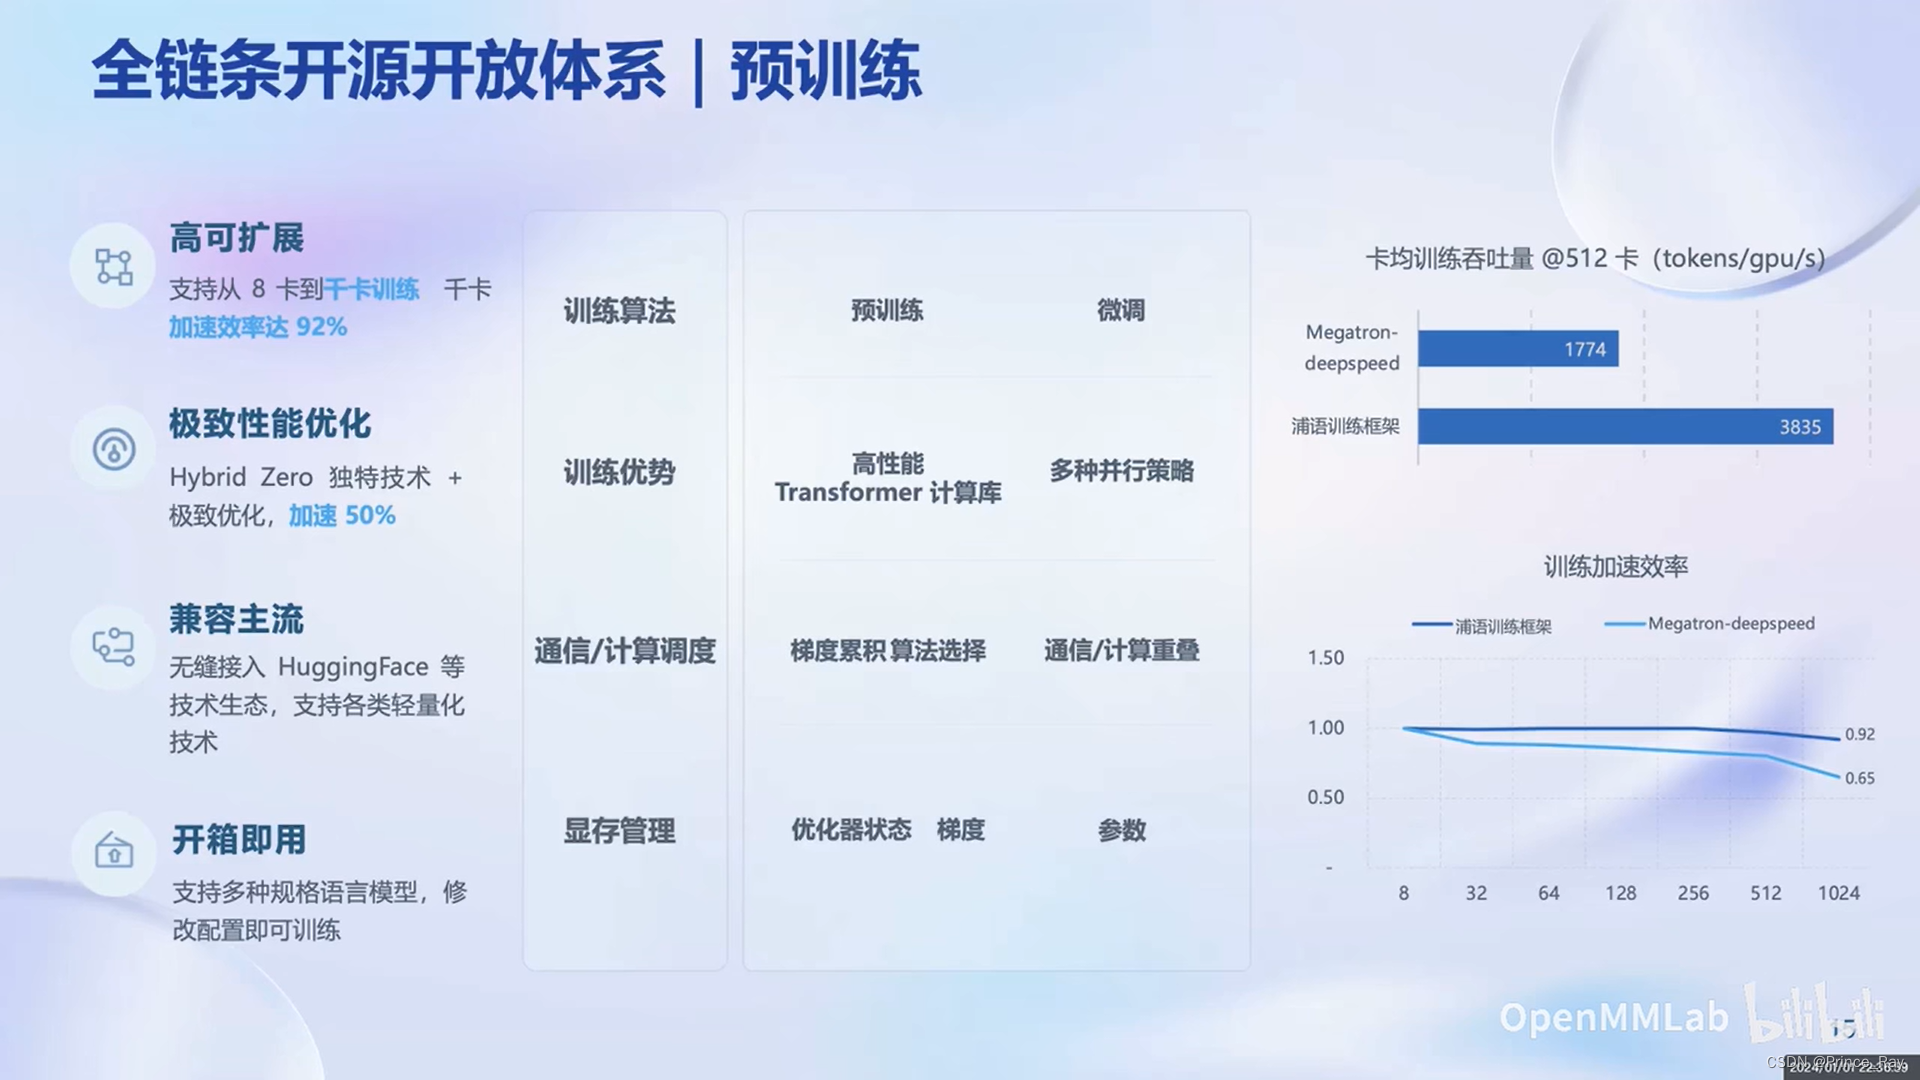 全链条开源开放体系｜预训练
高可扩展
支持从 8 卡到千卡训练 千卡
加速效率达 92%
极致性能优化
Hybrid Zero 独特技术 +
极致优化，加速 50%
兼容主流
无缝接入 HuggingFace 等
技术生态，支持各类轻量化
技术
开箱即用
支持多种规格语言模型，修
改配置即可训练
训练算法
预训练 微调
训练优势
高性能
Transformer 计算库
多种并行策略
通信/计算调度
梯度累积 算法选择 通信/计算重叠
显存管理
优化器状态 梯度 参数
卡均训练吞吐量 @512 卡（tokens/gpu/s）
Megatron-
deepspeed
1774
浦语训练框架
3835
训练加速效率
浦语训练框架 Megatron-deepspeed
1.50
1.00
0.50
-
0.92
0.65
8 32 64 128 256 512 1024
OpenMMLab bilibili
15
CSDN @Prince_Ray
2024/01/01 22:36:39